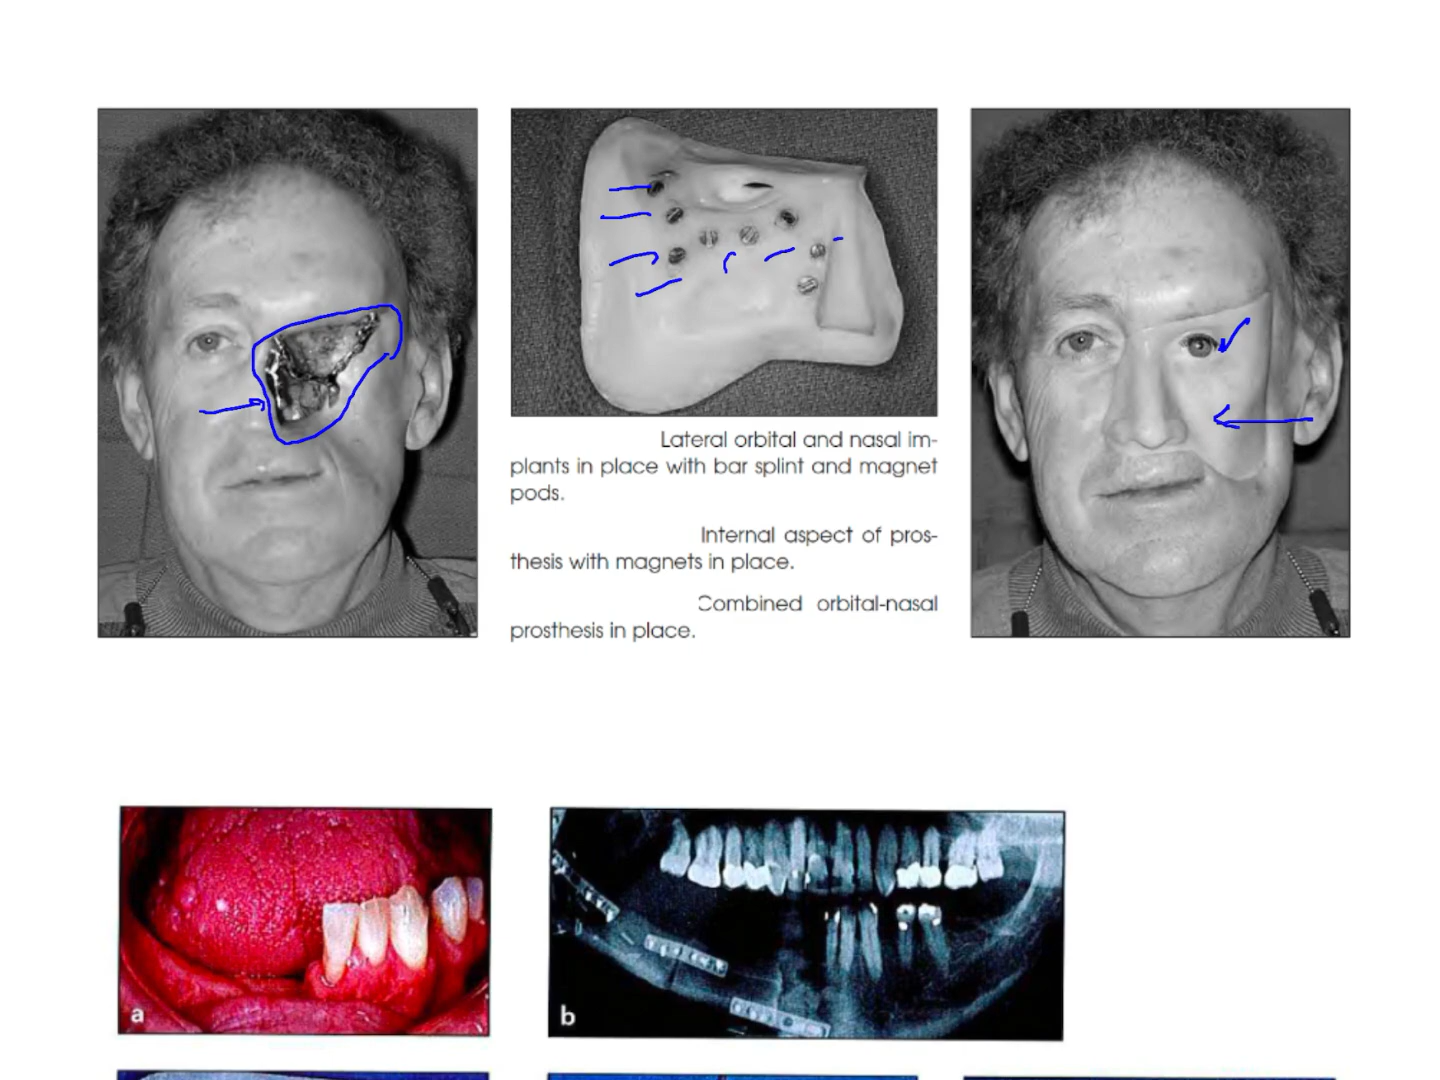 Lateral orbital and nasal im-
plants in place with bar splint and magnet
pods.
Internal aspect of pros-
thesis with magnets in place.
Combined orbital-nasal
prosthesis in place.
a
b